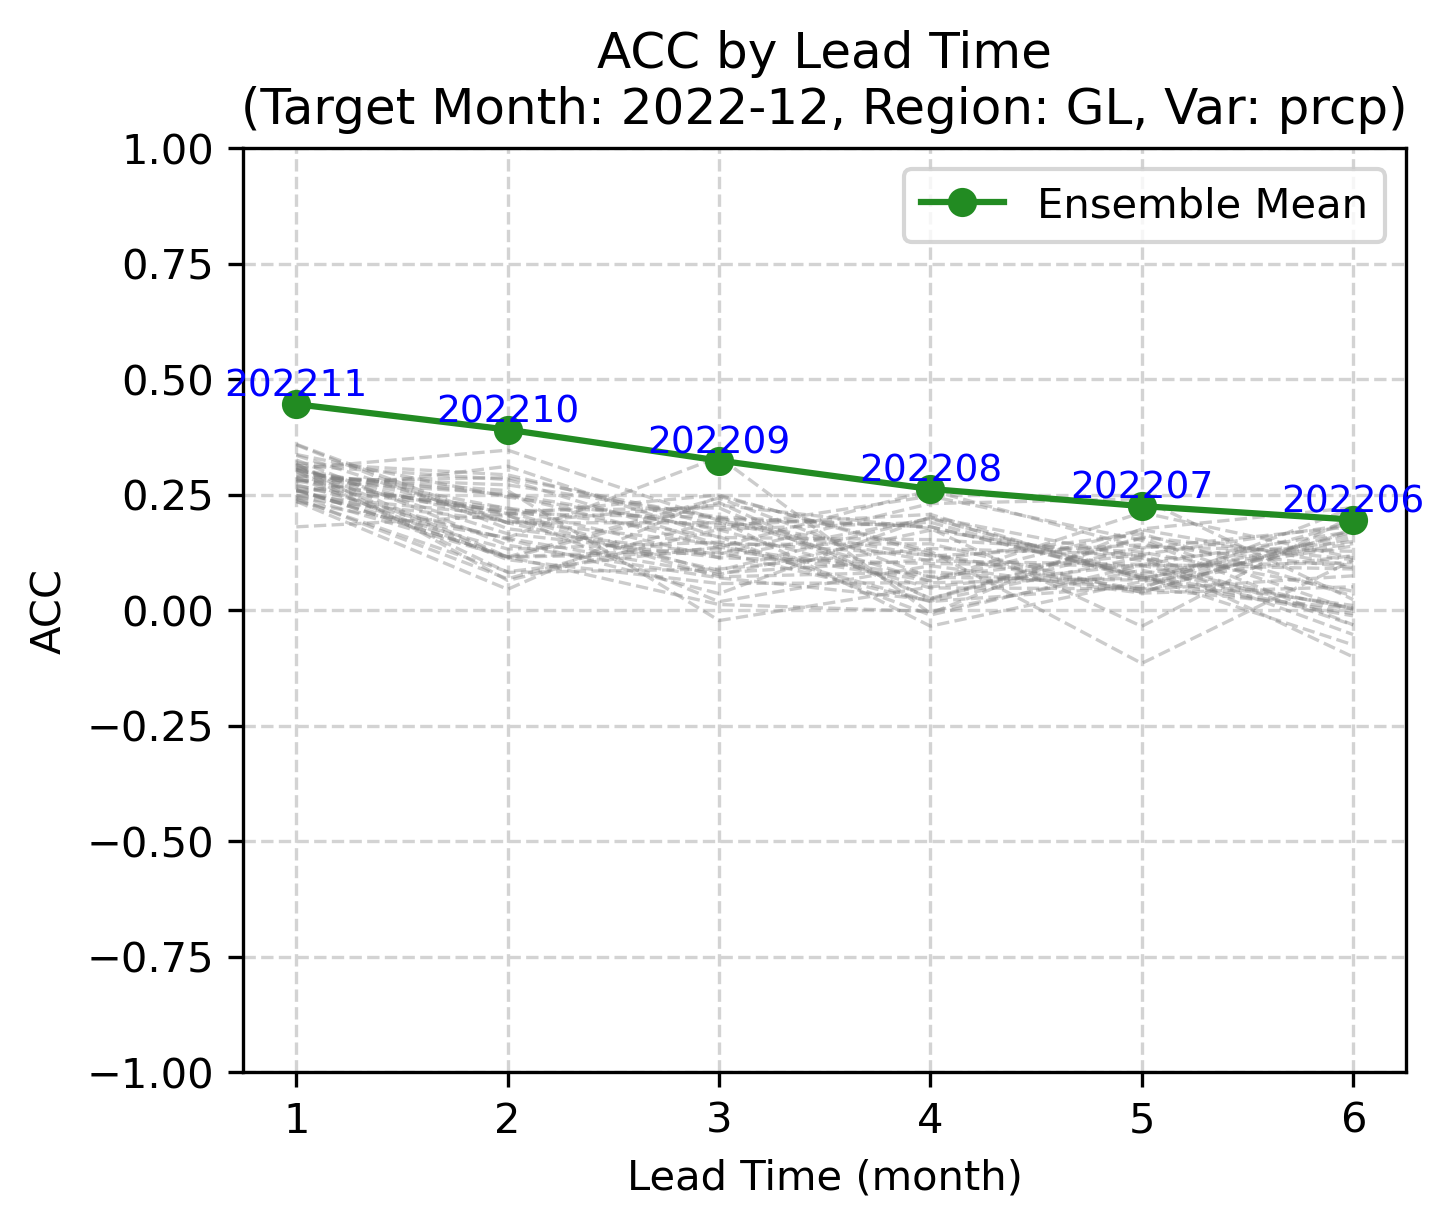 ACC by Lead Time
(Target Month: 2022-12, Region: GL, Var: prcp)
1.00
0.75
0.50
0.25
0.00
−0.25
−0.50
−0.75
−1.00
ACC
Ensemble Mean
202211
202210
202209
202208
202207
202206
1 2 3 4 5 6
Lead Time (month)